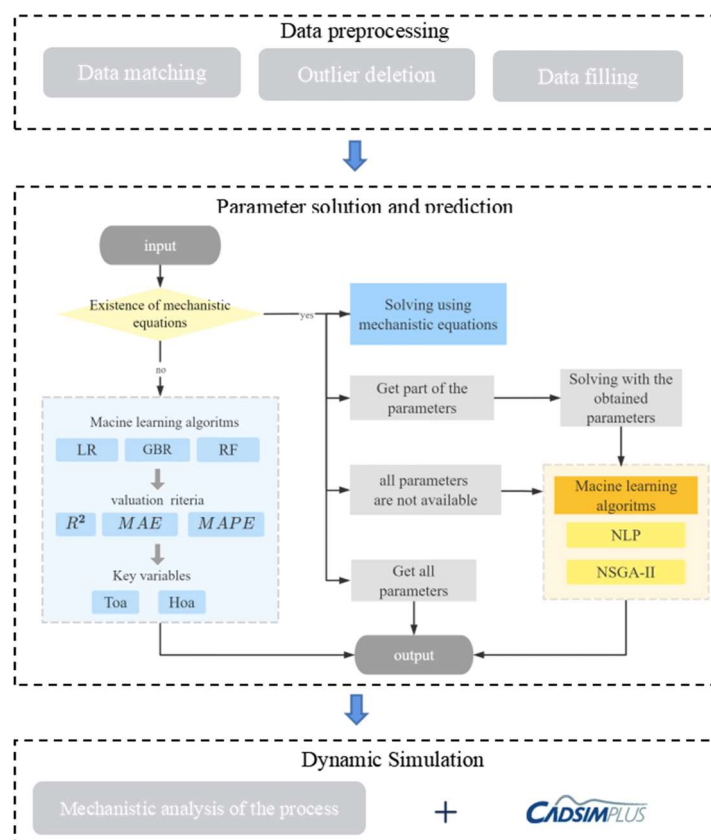 Data preprocessing
Data matching
Outlier deletion
Data filling
Parameter solution and prediction
input
Existence of mechanistic
equations
yes
Solving using
mechanistic equations
no
Get part of the
parameters
Solving with the
obtained
parameters
Macine learning algoritms
LR
GBR
RF
valuation riteria
R²
MAE
MAPE
Key variables
Toa
Hoa
all parameters
are not available
Macine learning
algoritms
NLP
NSGA-II
Get all
parameters
output
Dynamic Simulation
Mechanistic analysis of the process
+
CADSIMPLUS